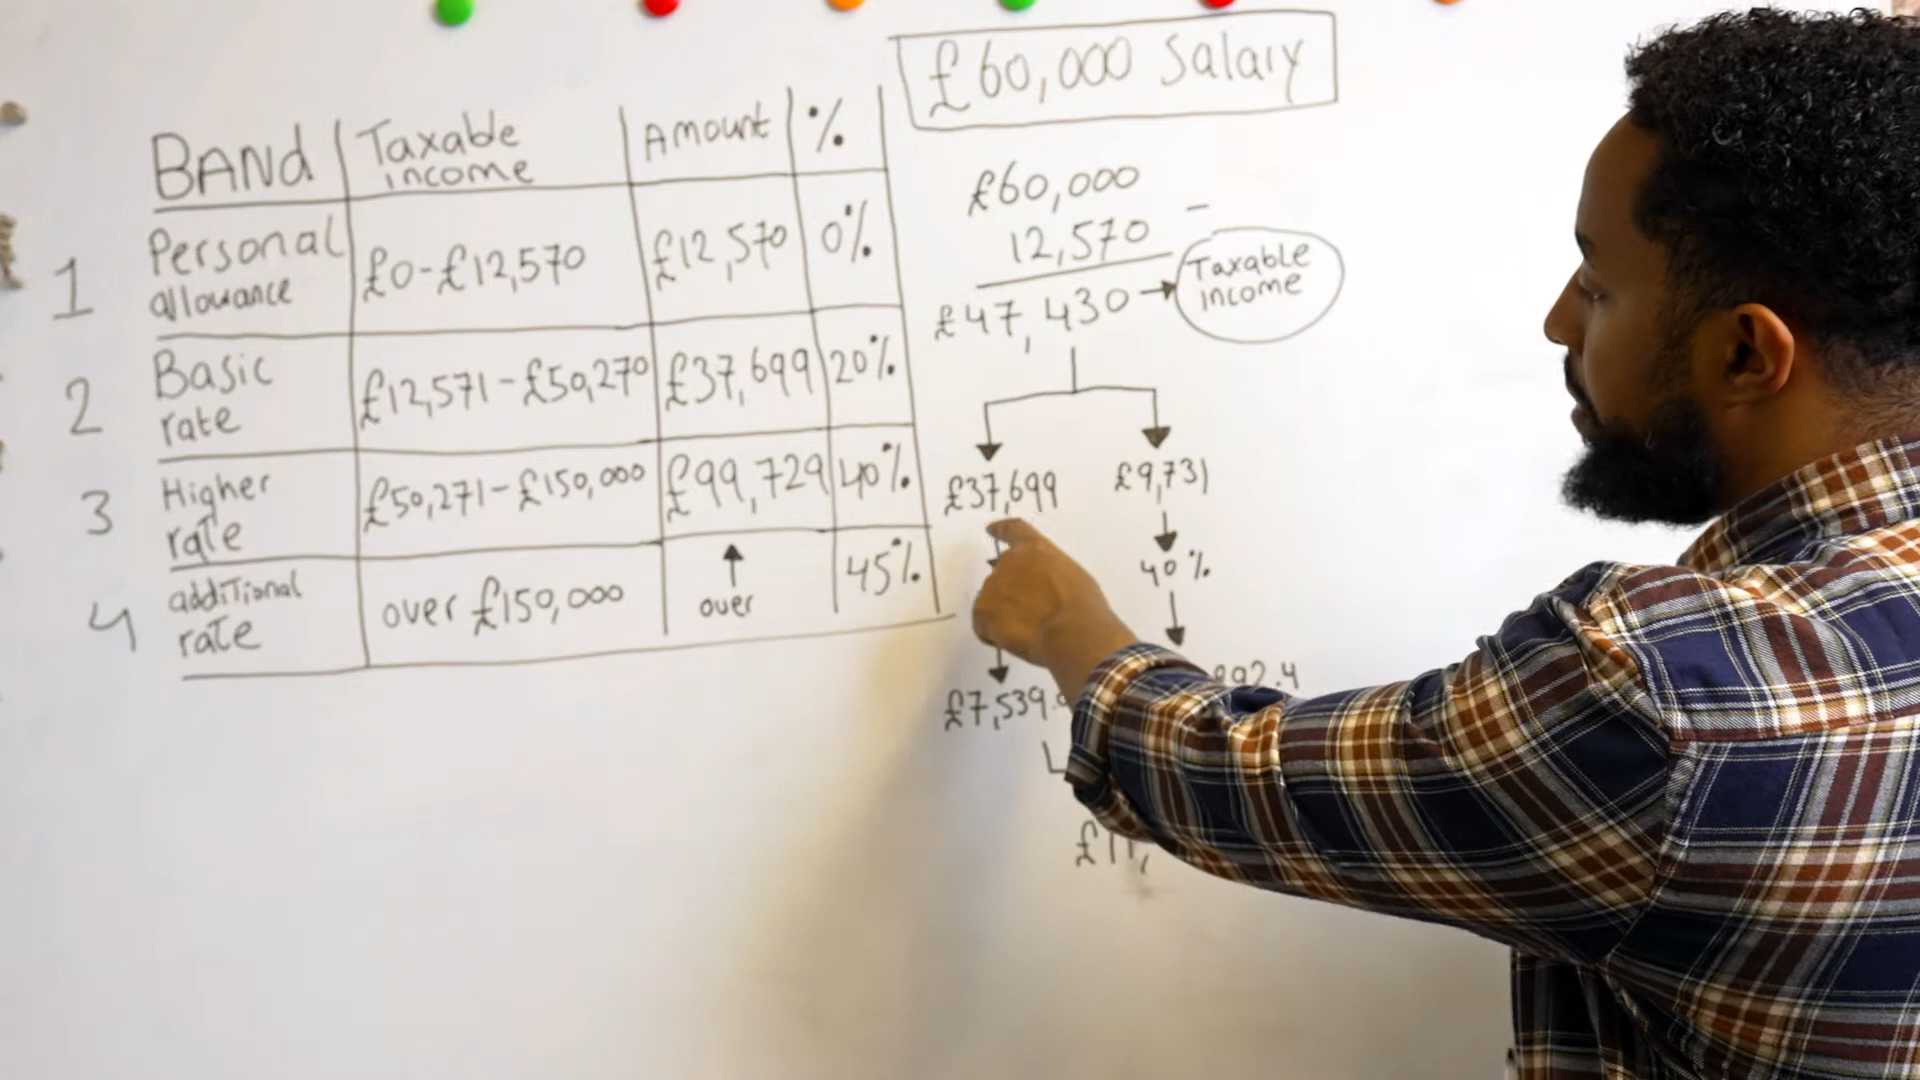 £60,000 Salary
BAND Taxable income Amount %
1 Personal allowance £0-£12,570 £12,570 0%
2 Basic rate £12,571-£50,270 £37,699 20%
3 Higher rate £50,271-£150,000 £99,729 40%
4 additional rate over £150,000 over 45%
£60,000
12,570 -
£47,430
Taxable
income
£37,699 £9,731
40%
£7,539. 92.4
£11,